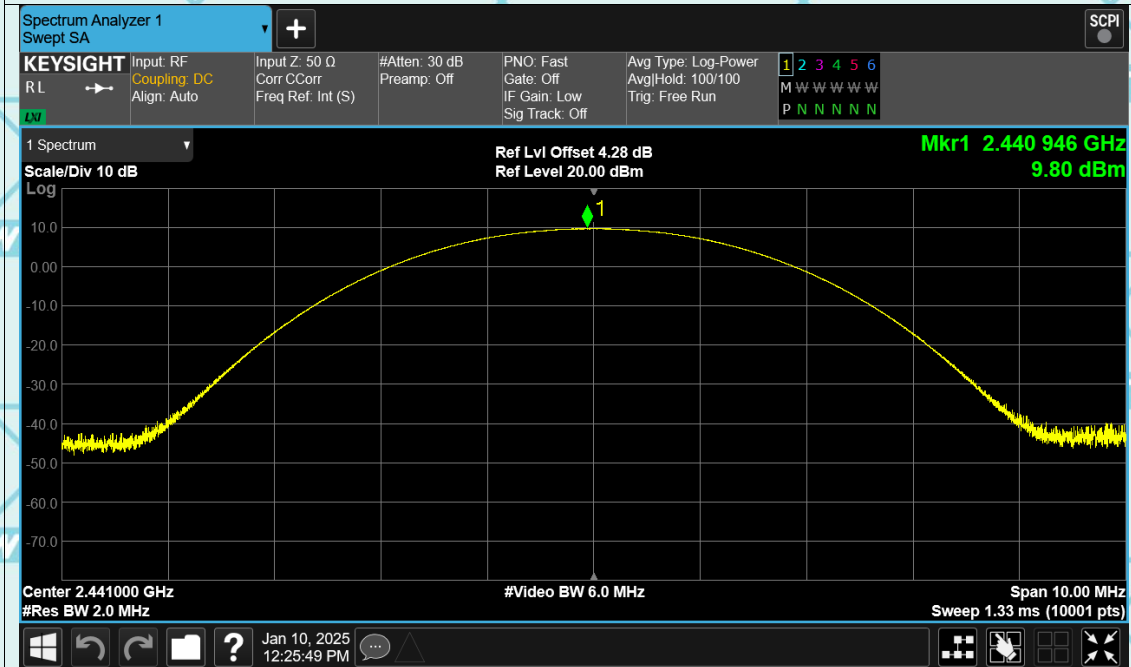 Spectrum Analyzer 1
Swept SA
+
SCPI
KEYSIGHT
R L
LXI
Input: RF
Coupling: DC
Align: Auto
Input Z: 50 Ω
Corr CCorr
Freq Ref: Int (S)
#Atten: 30 dB
Preamp: Off
PNO: Fast
Gate: Off
IF Gain: Low
Sig Track: Off
Avg Type: Log-Power
Avg|Hold: 100/100
Trig: Free Run
1 2 3 4 5 6
M W W W W W
P N N N N N
1 Spectrum
Scale/Div 10 dB
Log
Ref Lvl Offset 4.28 dB
Ref Level 20.00 dBm
Mkr1 2.440 946 GHz
9.80 dBm
1
10.0
0.00
-10.0
-20.0
-30.0
-40.0
-50.0
-60.0
-70.0
Center 2.441000 GHz
#Video BW 6.0 MHz
Span 10.00 MHz
#Res BW 2.0 MHz
Sweep 1.33 ms (10001 pts)
?
Jan 10, 2025
12:25:49 PM